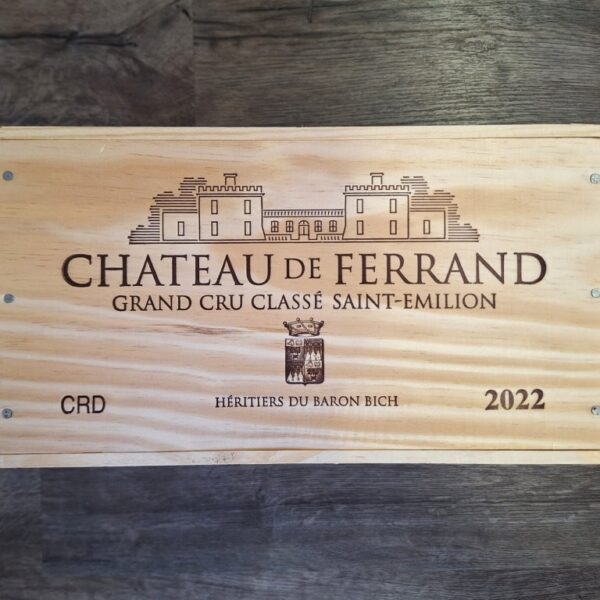 CHATEAU DE FERRAND
GRAND CRU CLASSÉ SAINT-EMILION
CRD
HÉRITIERS DU BARON BICH
2022